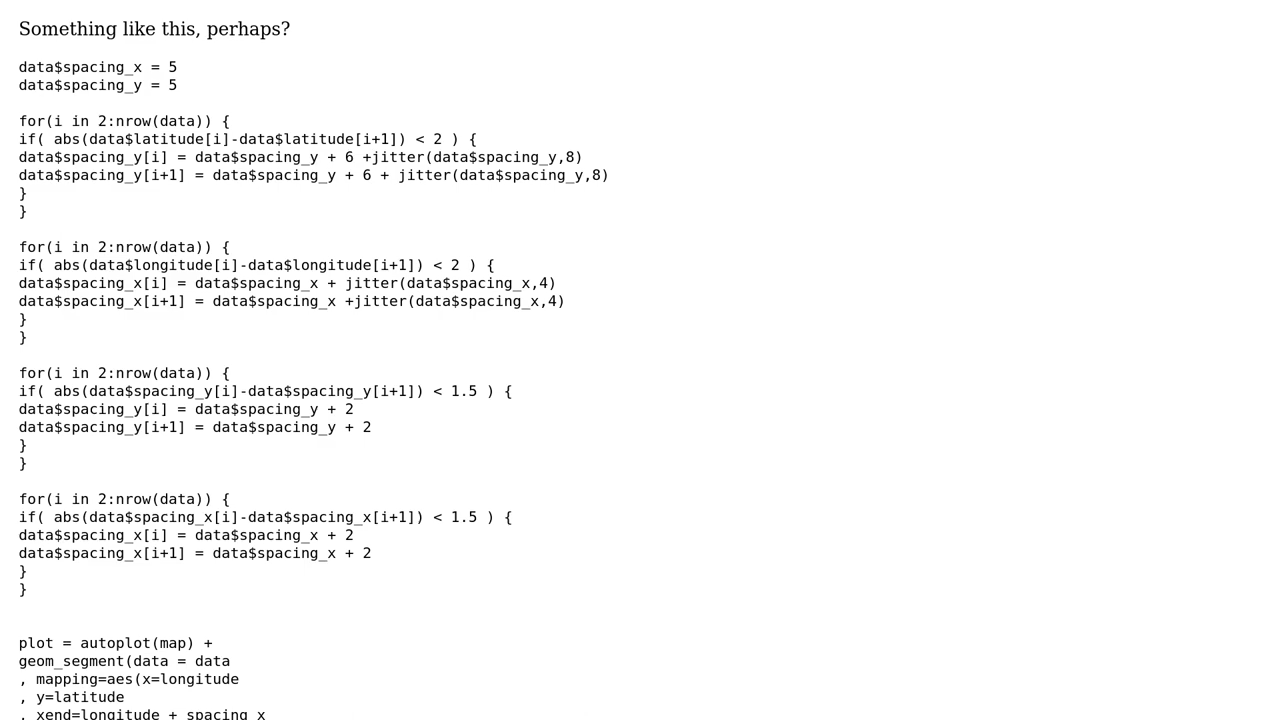 Something like this, perhaps?
data$spacing_x = 5
data$spacing_y = 5
for(i in 2:nrow(data)) {
if( abs(data$latitude[i]-data$latitude[i+1]) < 2 ) {
data$spacing_y[i] = data$spacing_y + 6 +jitter(data$spacing_y,8)
data$spacing_y[i+1] = data$spacing_y + 6 + jitter(data$spacing_y,8)
}
}
for(i in 2:nrow(data)) {
if( abs(data$longitude[i]-data$longitude[i+1]) < 2 ) {
data$spacing_x[i] = data$spacing_x + jitter(data$spacing_x,4)
data$spacing_x[i+1] = data$spacing_x +jitter(data$spacing_x,4)
}
}
for(i in 2:nrow(data)) {
if( abs(data$spacing_y[i]-data$spacing_y[i+1]) < 1.5 ) {
data$spacing_y[i] = data$spacing_y + 2
data$spacing_y[i+1] = data$spacing_y + 2
}
}
for(i in 2:nrow(data)) {
if( abs(data$spacing_x[i]-data$spacing_x[i+1]) < 1.5 ) {
data$spacing_x[i] = data$spacing_x + 2
data$spacing_x[i+1] = data$spacing_x + 2
}
}
plot = autoplot(map) +
geom_segment(data = data
, mapping=aes(x=longitude
, y=latitude
, xend=longitude + spacing_x